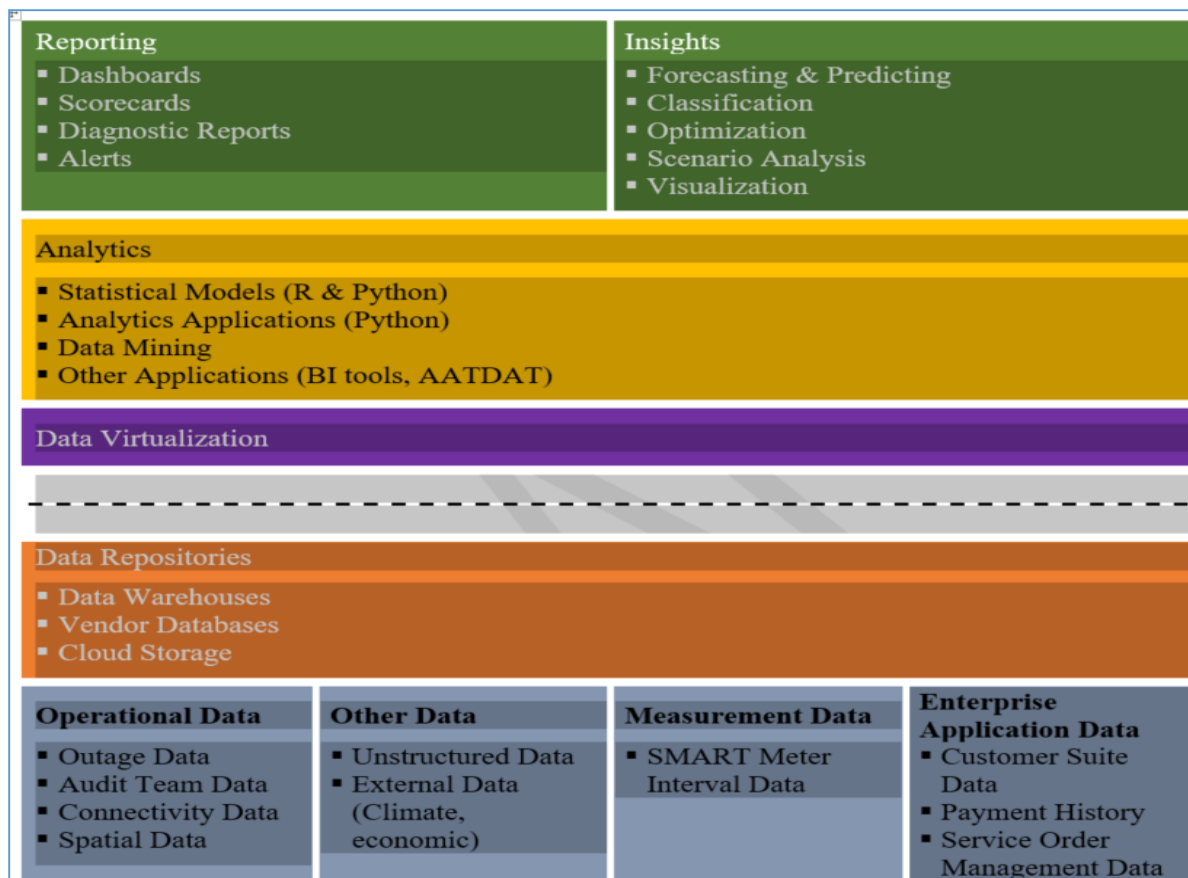 Reporting
▪ Dashboards
▪ Scorecards
▪ Diagnostic Reports
▪ Alerts
Insights
▪ Forecasting & Predicting
▪ Classification
▪ Optimization
▪ Scenario Analysis
▪ Visualization
Analytics
▪ Statistical Models (R & Python)
▪ Analytics Applications (Python)
▪ Data Mining
▪ Other Applications (BI tools, AATDAT)
Data Virtualization
Data Repositories
▪ Data Warehouses
▪ Vendor Databases
▪ Cloud Storage
Operational Data
▪ Outage Data
▪ Audit Team Data
▪ Connectivity Data
▪ Spatial Data
Other Data
▪ Unstructured Data
▪ External Data
(Climate,
economic)
Measurement Data
▪ SMART Meter
Interval Data
Enterprise
Application Data
▪ Customer Suite
Data
▪ Payment History
▪ Service Order
Management Data